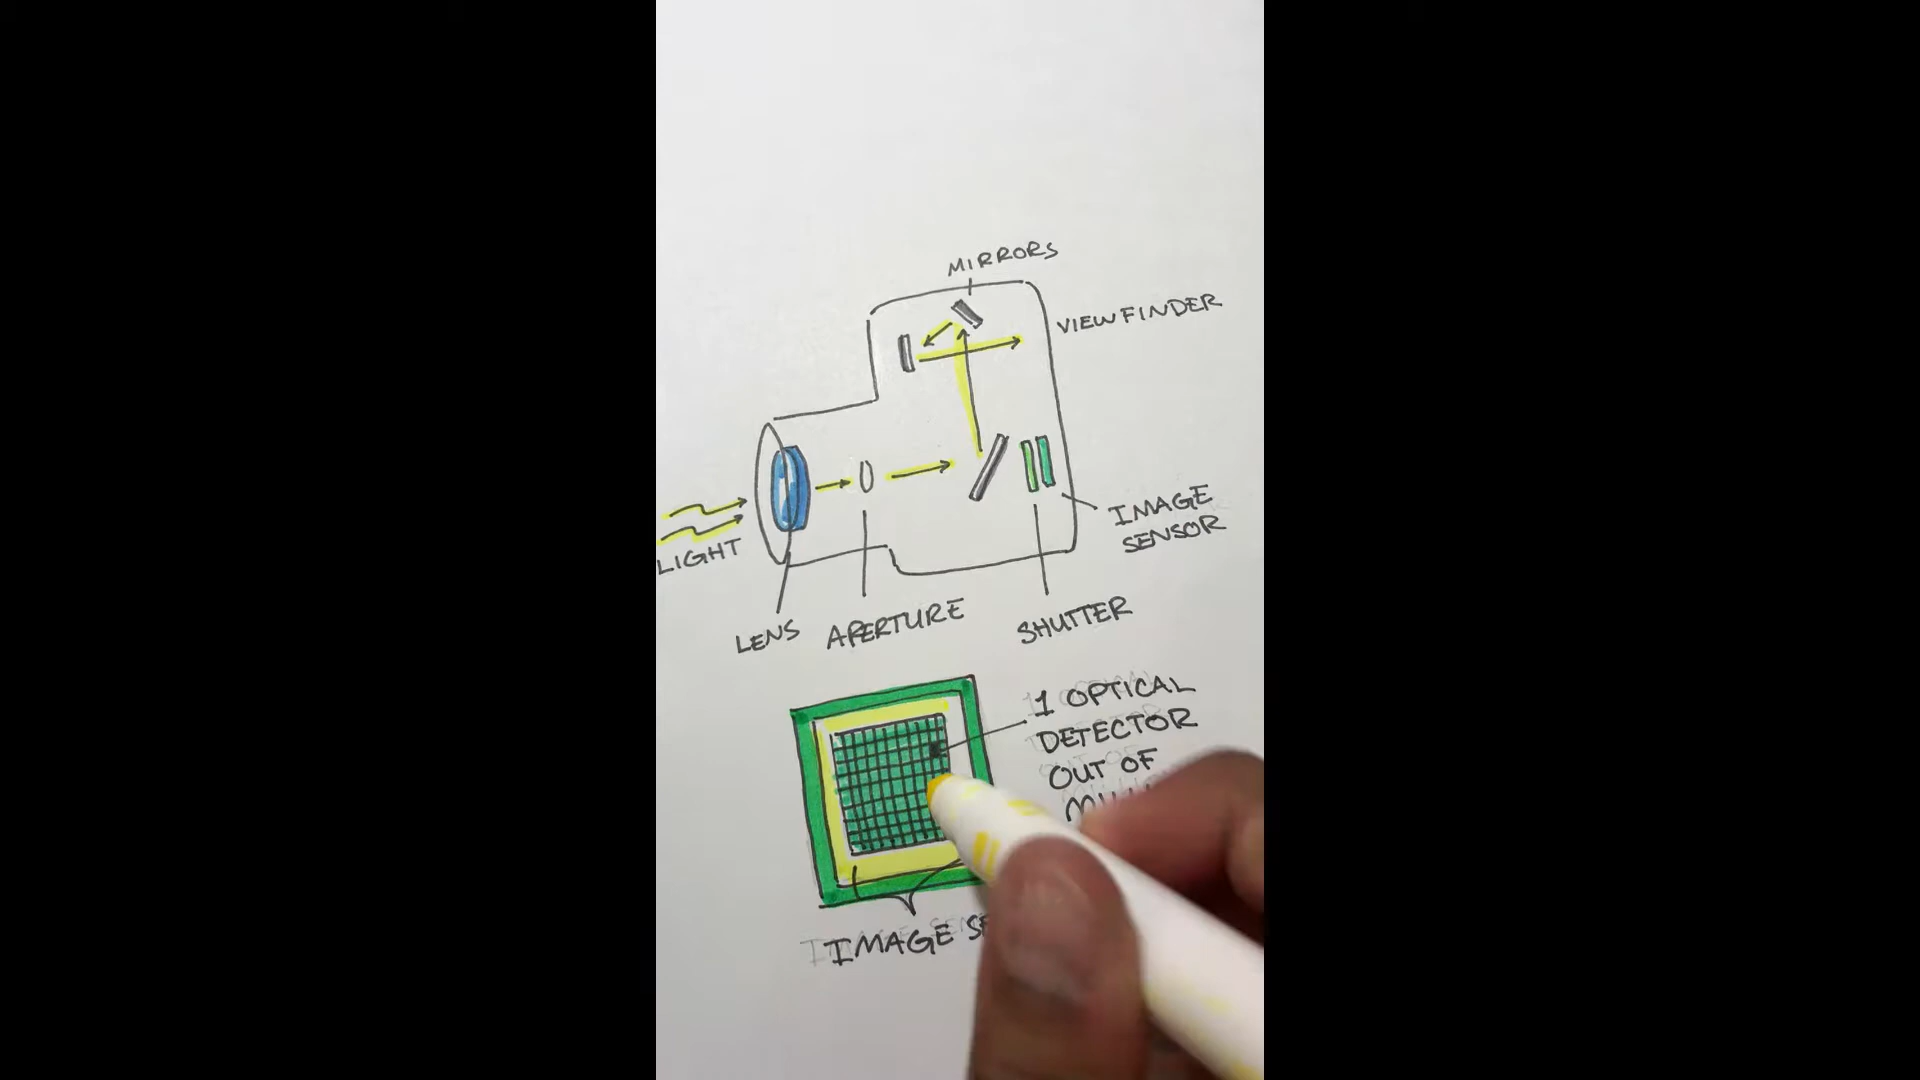 MIRRORS
VIEWFINDER
LIGHT
IMAGE
SENSOR
LENS
APERTURE
SHUTTER
1 OPTICAL
DETECTOR
OUT OF
IMAGE